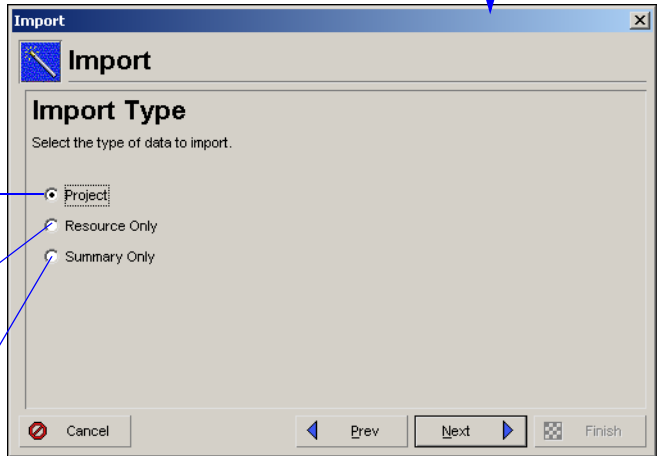 Import
Import
Import Type
Select the type of data to import.
Project
Resource Only
Summary Only
Cancel
Prev
Next
Finish